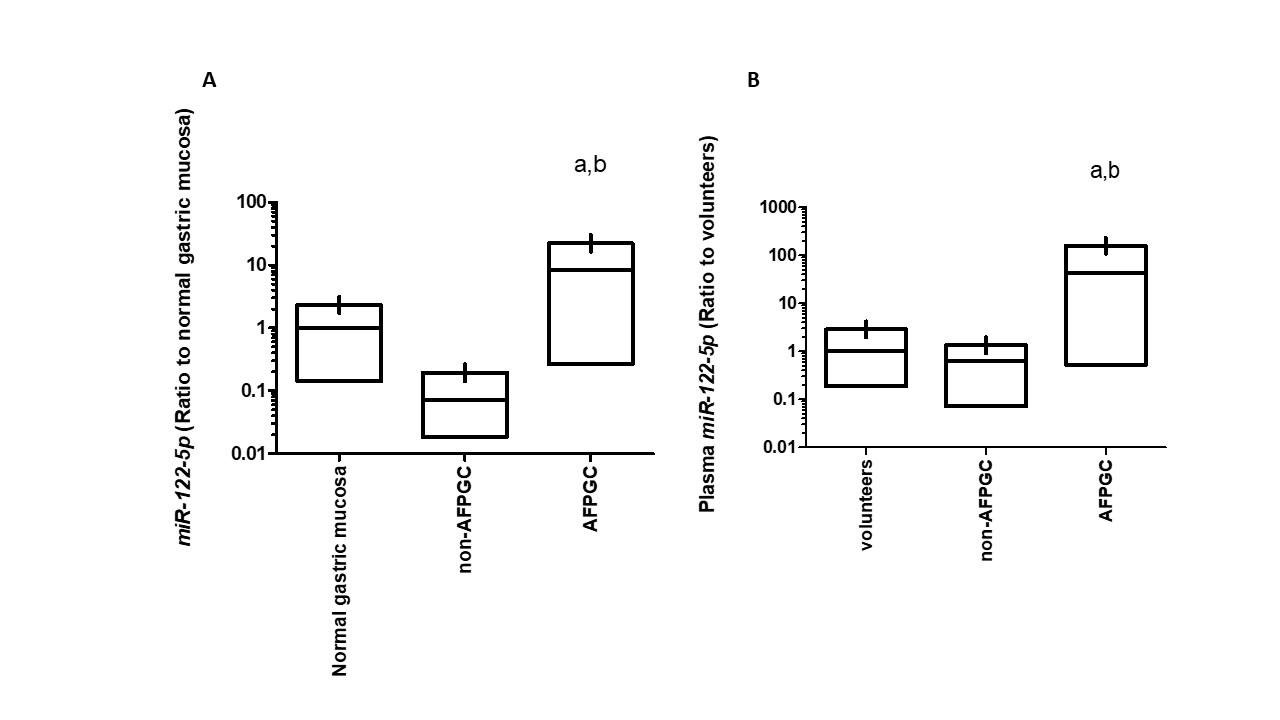 A
miR-122-5p (Ratio to normal gastric mucosa)
a,b
100
10
1
0.1
0.01
Normal gastric mucosa
non-AFPGC
AFPGC
B
Plasma miR-122-5p (Ratio to volunteers)
a,b
1000
100
10
1
0.1
0.01
volunteers
non-AFPGC
AFPGC